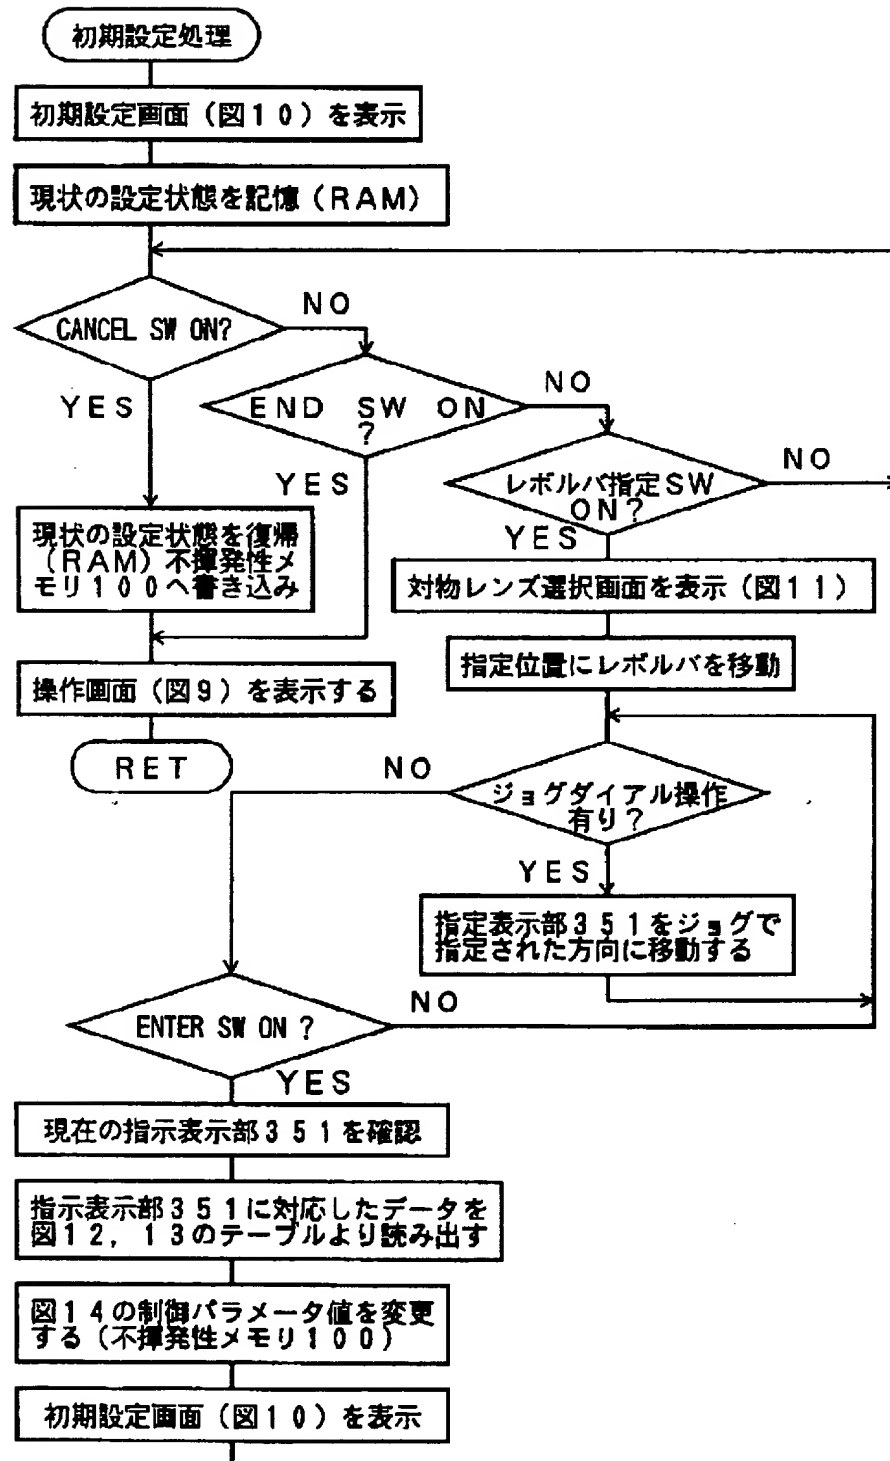 初期設定処理
初期設定画面（図１０）を表示
現状の設定状態を記憶（ＲＡＭ）
CANCEL SW ON?
ＮＯ
ＹＥＳ
ＥＮＤ ＳＷ ＯＮ
？
ＮＯ
ＹＥＳ
レボルバ指定ＳＷ
ＯＮ？
ＮＯ
ＹＥＳ
現状の設定状態を復帰
（ＲＡＭ）不揮発性メ
モリ１００へ書き込み
対物レンズ選択画面を表示（図１１）
指定位置にレボルバを移動
操作画面（図９）を表示する
ＲＥＴ
ジョグダイアル操作
有り？
ＮＯ
ＹＥＳ
指定表示部３５１をジョグで
指定された方向に移動する
ENTER SW ON ?
ＮＯ
ＹＥＳ
現在の指示表示部３５１を確認
指示表示部３５１に対応したデータを
図１２，１３のテーブルより読み出す
図１４の制御パラメータ値を変更
する（不揮発性メモリ１００）
初期設定画面（図１０）を表示